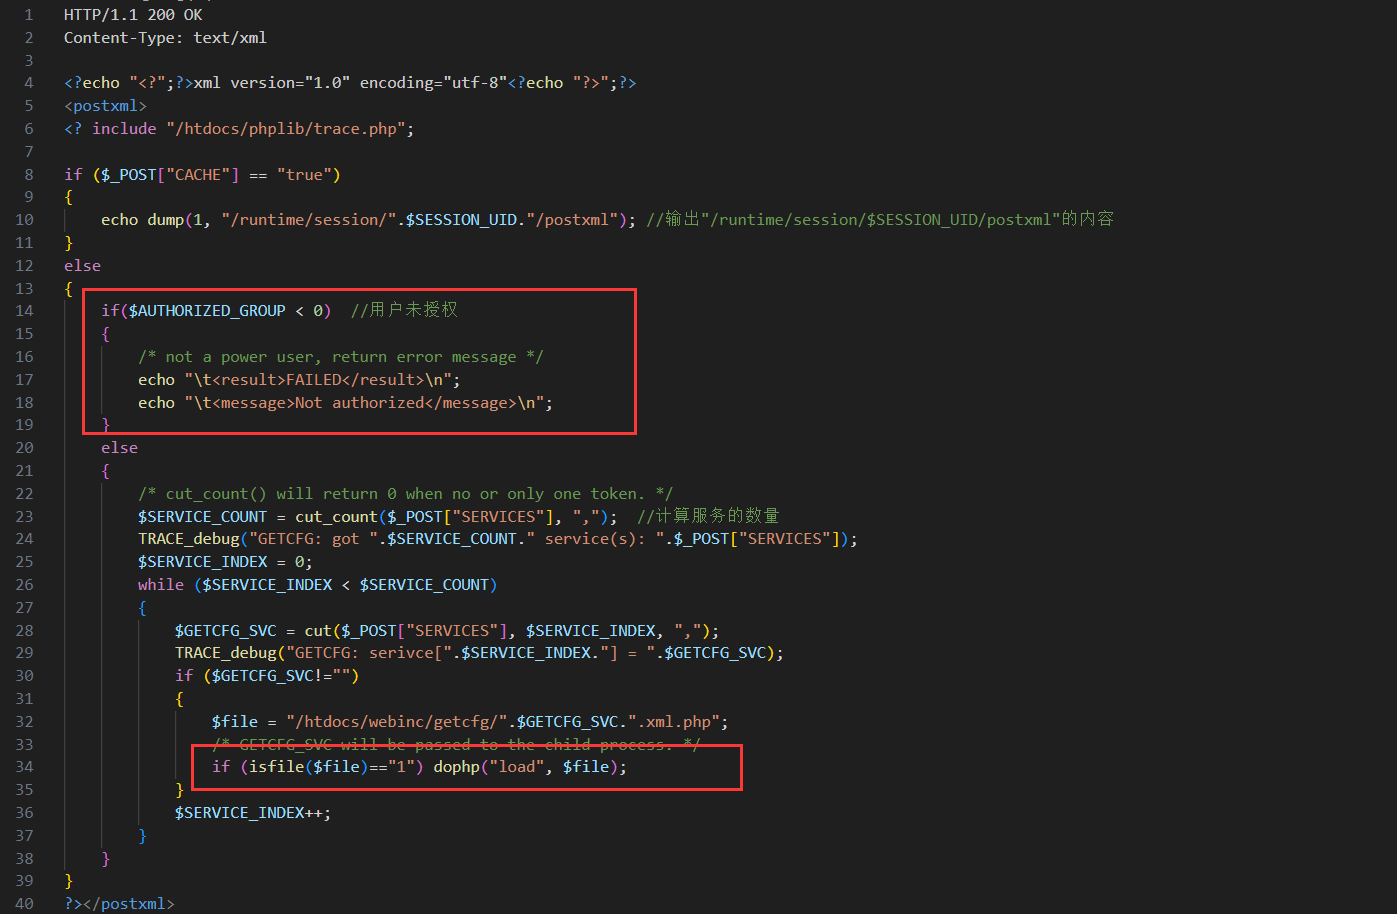 1 HTTP/1.1 200 OK
2 Content-Type: text/xml
3
4 <?echo "<?";?>xml version="1.0" encoding="utf-8"<?echo "?>";?>
5 <postxml>
6 <? include "/htdocs/phplib/trace.php";
7
8 if ($_POST["CACHE"] == "true")
9 {
10     echo dump(1, "/runtime/session/".$SESSION_UID."/postxml"); //输出"/runtime/session/$SESSION_UID/postxml"的内容
11 }
12 else
13 {
14     if($AUTHORIZED_GROUP < 0)  //用户未授权
15     {
16         /* not a power user, return error message */
17         echo "\t<result>FAILED</result>\n";
18         echo "\t<message>Not authorized</message>\n";
19     }
20     else
21     {
22         /* cut_count() will return 0 when no or only one token. */
23         $SERVICE_COUNT = cut_count($_POST["SERVICES"], ",");  //计算服务的数量
24         TRACE_debug("GETCFG: got ".$SERVICE_COUNT." service(s): ".$_POST["SERVICES"]);
25         $SERVICE_INDEX = 0;
26         while ($SERVICE_INDEX < $SERVICE_COUNT)
27         {
28             $GETCFG_SVC = cut($_POST["SERVICES"], $SERVICE_INDEX, ",");
29             TRACE_debug("GETCFG: serivce[".$SERVICE_INDEX."] = ".$GETCFG_SVC);
30             if ($GETCFG_SVC!="")
31             {
32                 $file = "/htdocs/webinc/getcfg/".$GETCFG_SVC.".xml.php";
33                 /* GETCFG_SVC will be passed to the child process. */
34                 if (isfile($file)=="1") dophp("load", $file);
35             }
36             $SERVICE_INDEX++;
37         }
38     }
39 }
40 ?></postxml>